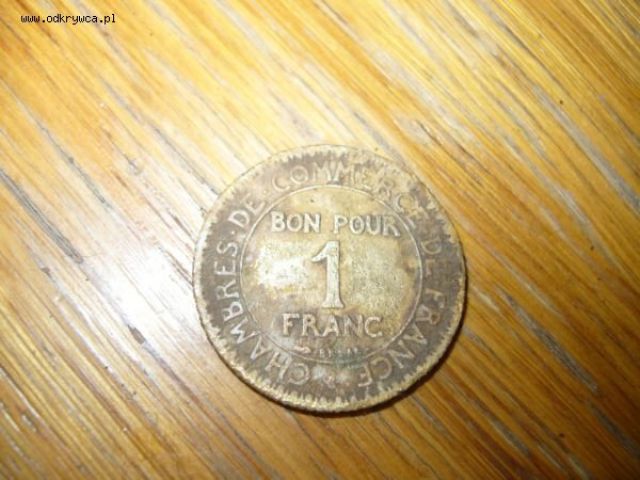 www.odkrywca.pl
CHAMBRES · DE · COMMERCE · DE · FRANCE
BON POUR
1
FRANC